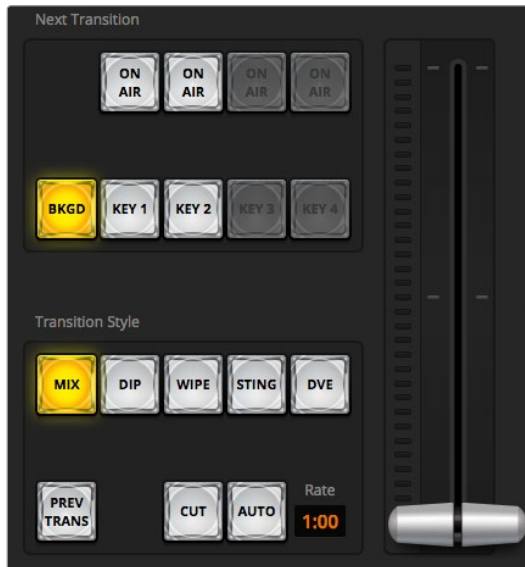 Next Transition
ON AIR ON AIR ON AIR ON AIR
BKGD KEY 1 KEY 2 KEY 3 KEY 4
Transition Style
MIX DIP WIPE STING DVE
Rate
PREV TRANS CUT AUTO 1:00